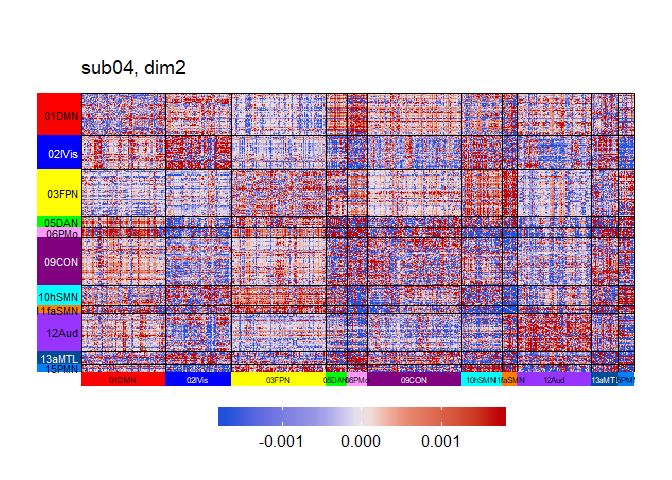 sub04, dim2
01DMN
02lVis
03FPN
05DAN
06PMo
09CON
10hSMN
1faSMN
12Aud
13aMTL
15PMN
01DMN
02lVis
03FPN
05DAN
06PMo
09CON
10hSMN
11faSMN
12Aud
13aMTL
-0.001 0.000 0.001